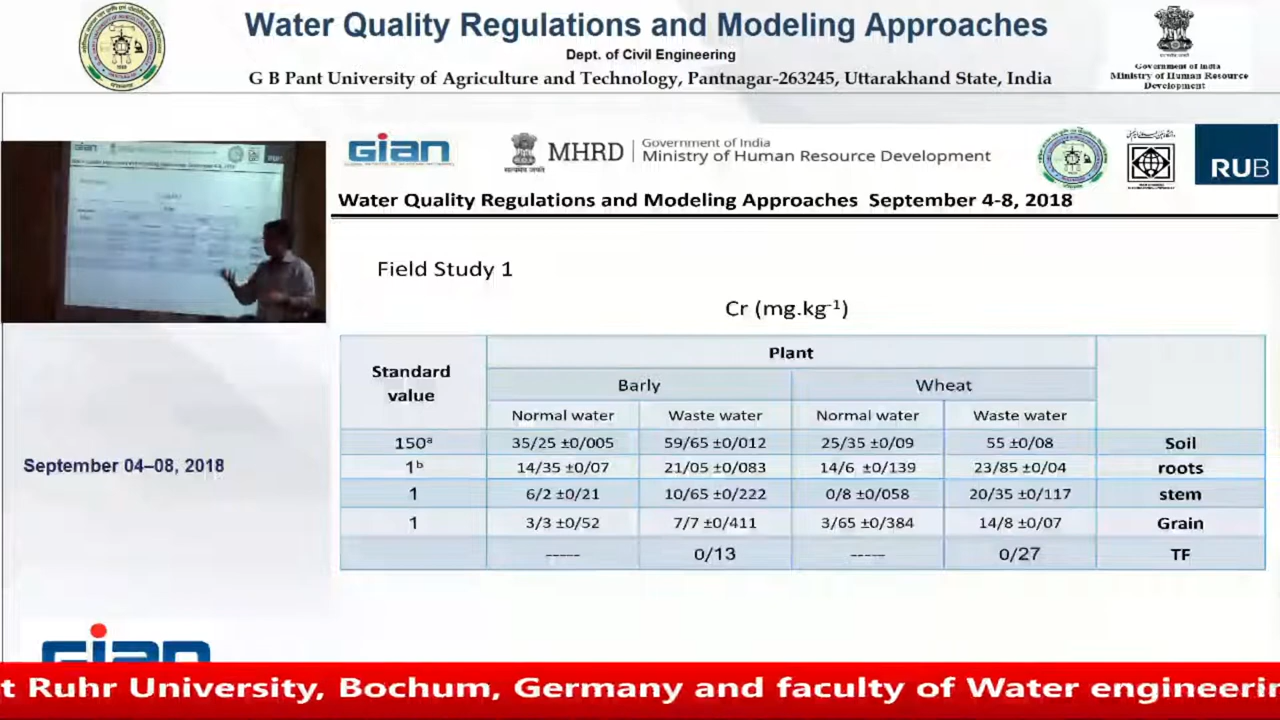 Water Quality Regulations and Modeling Approaches
Dept. of Civil Engineering
G B Pant University of Agriculture and Technology, Pantnagar-263245, Uttarakhand State, India
Government of India
Ministry of Human Resource
Development
GIAN
MHRD
Government of India
Ministry of Human Resource Development
सत्यमेव जयते
RUB
Water Quality Regulations and Modeling Approaches September 4-8, 2018
Field Study 1
Cr (mg.kg-1)
Standard value Plant
Barly Wheat
Normal water Waste water Normal water Waste water
150a 35/25 ±0/005 59/65 ±0/012 25/35 ±0/09 55 ±0/08 Soil
1b 14/35 ±0/07 21/05 ±0/083 14/6 ±0/139 23/85 ±0/04 roots
1 6/2 ±0/21 10/65 ±0/222 0/8 ±0/058 20/35 ±0/117 stem
1 3/3 ±0/52 7/7 ±0/411 3/65 ±0/384 14/8 ±0/07 Grain
----- 0/13 ----- 0/27 TF
September 04–08, 2018
GIAN
t Ruhr University, Bochum, Germany and faculty of Water engineerin